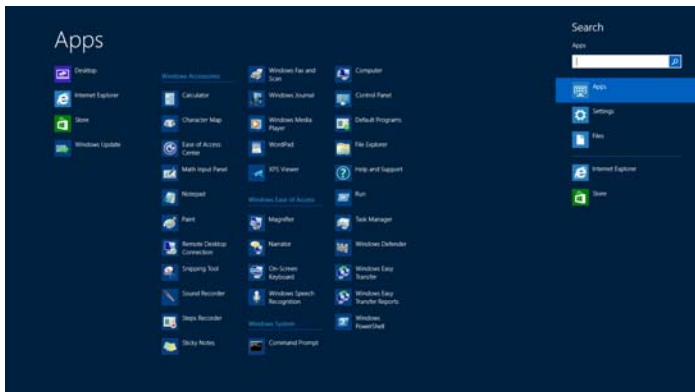 Apps
Desktop
Internet Explorer
Store
Windows Update
Windows Accessories
Calculator
Character Map
Ease of Access
Center
Math Input Panel
Notepad
Paint
Remote Desktop
Connection
Snipping Tool
Sound Recorder
Steps Recorder
Sticky Notes
Windows Fax and
Scan
Windows Journal
Windows Media
Player
WordPad
XPS Viewer
Windows Ease of Access
Magnifier
Narrator
On-Screen
Keyboard
Windows Speech
Recognition
Windows System
Command Prompt
Computer
Control Panel
Default Programs
File Explorer
Help and Support
Run
Task Manager
Windows Defender
Windows Easy
Transfer
Windows Easy
Transfer Reports
Windows
PowerShell
Search
Apps
Apps
Settings
Files
Internet Explorer
Store